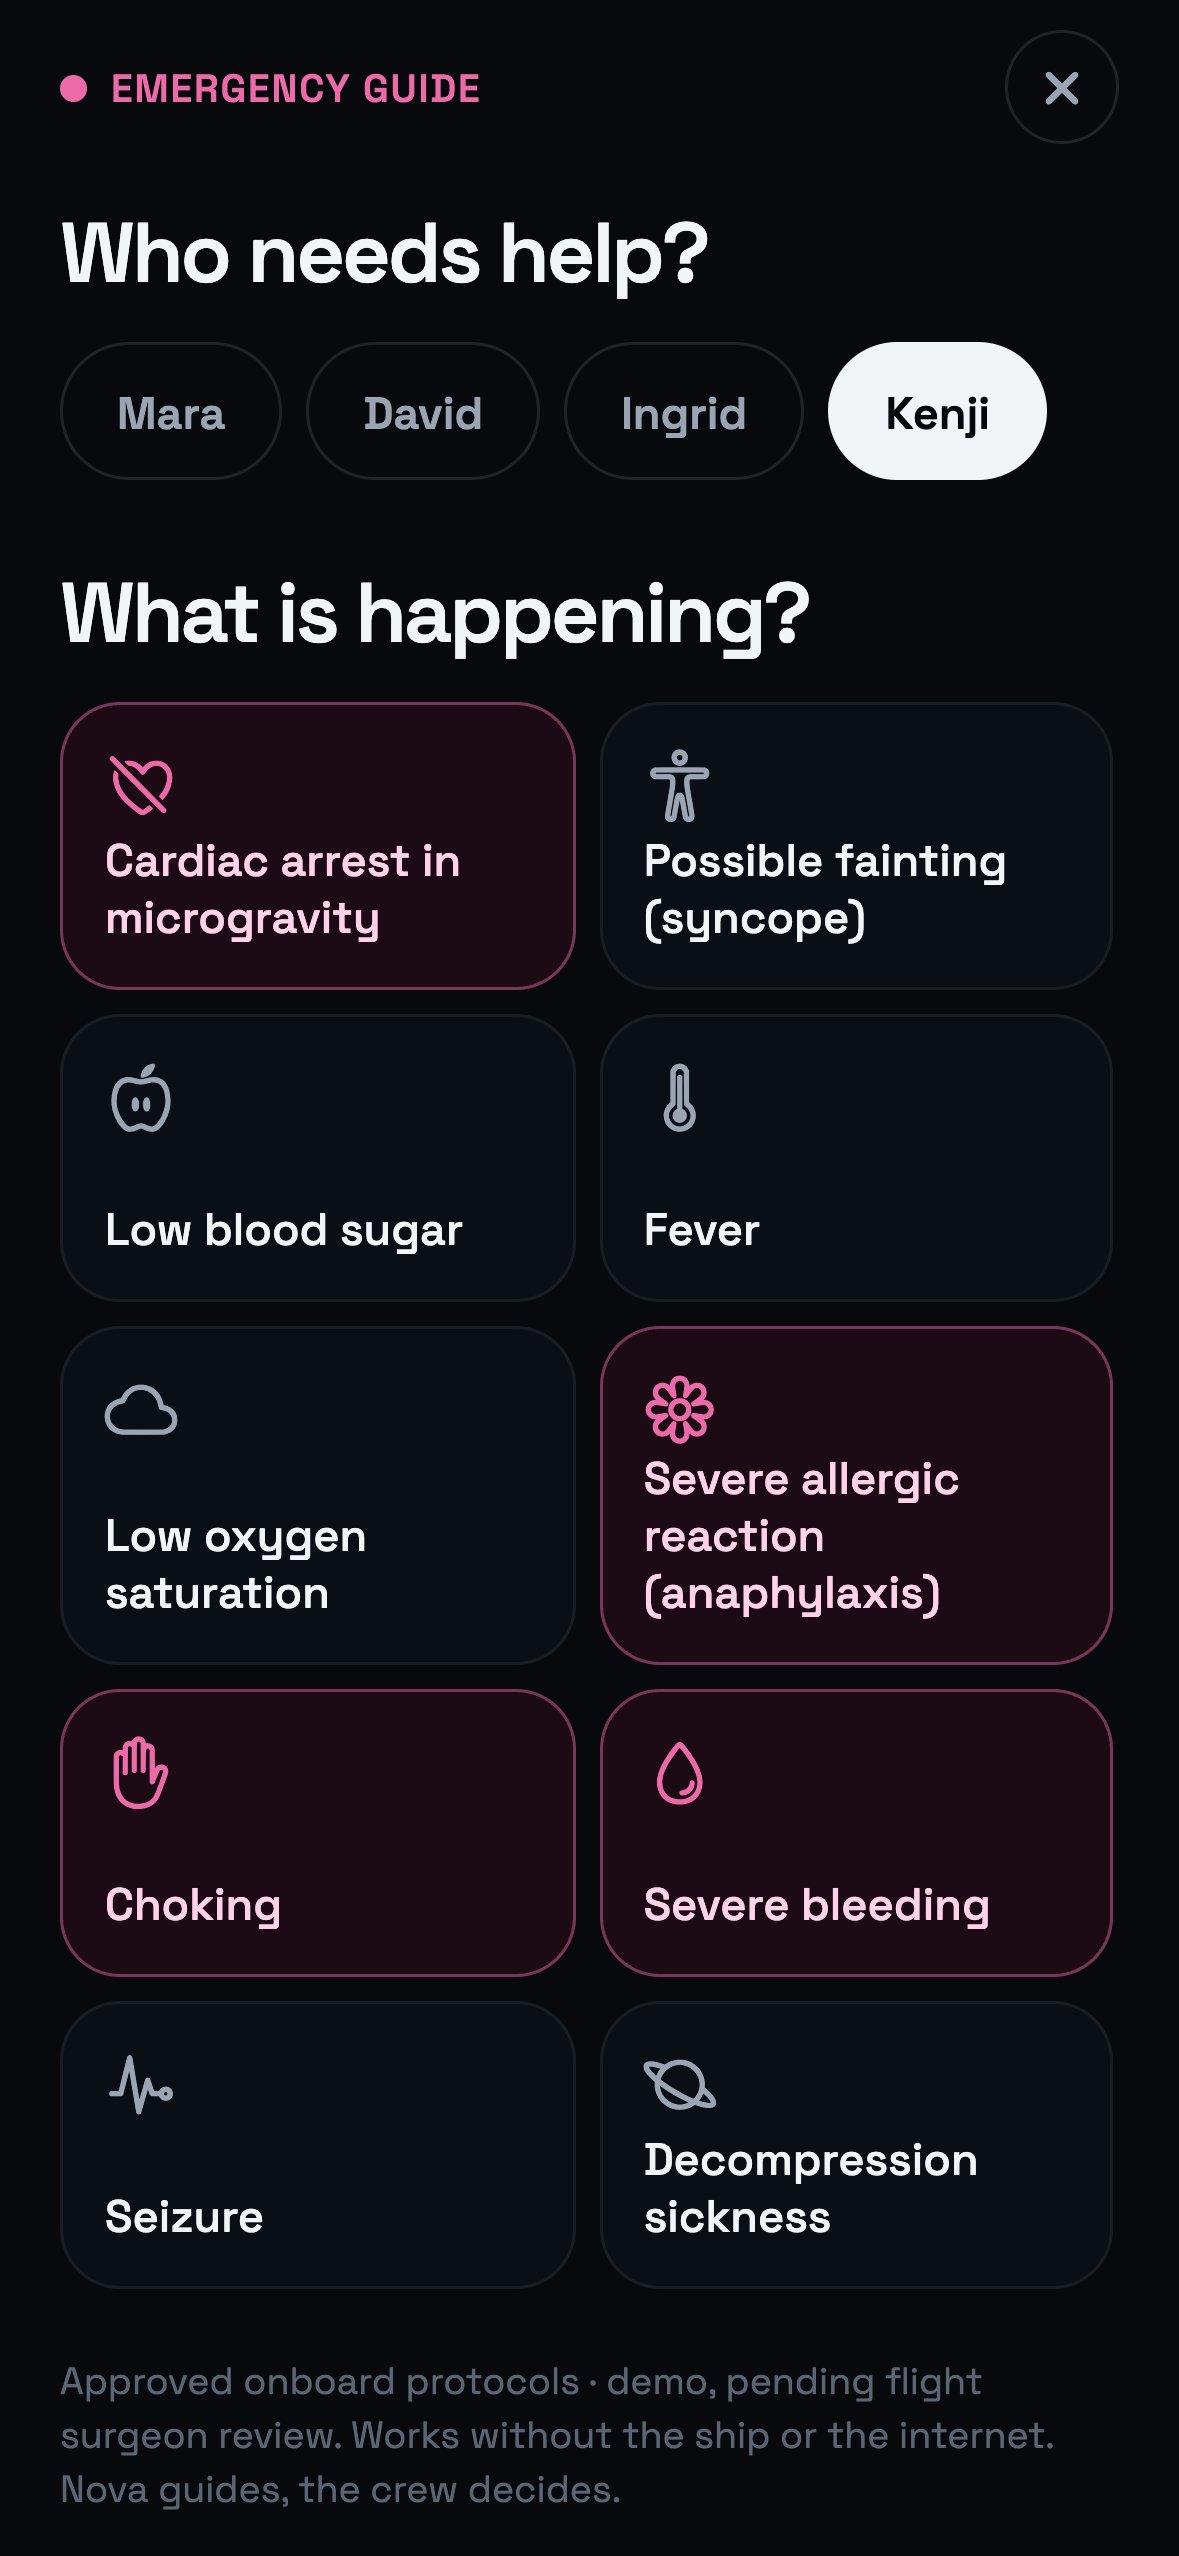 EMERGENCY GUIDE
Who needs help?
Mara David Ingrid Kenji
What is happening?
Cardiac arrest in
microgravity
Possible fainting
(syncope)
Low blood sugar
Fever
Low oxygen
saturation
Severe allergic
reaction
(anaphylaxis)
Choking
Severe bleeding
Seizure
Decompression
sickness
Approved onboard protocols · demo, pending flight
surgeon review. Works without the ship or the internet.
Nova guides, the crew decides.